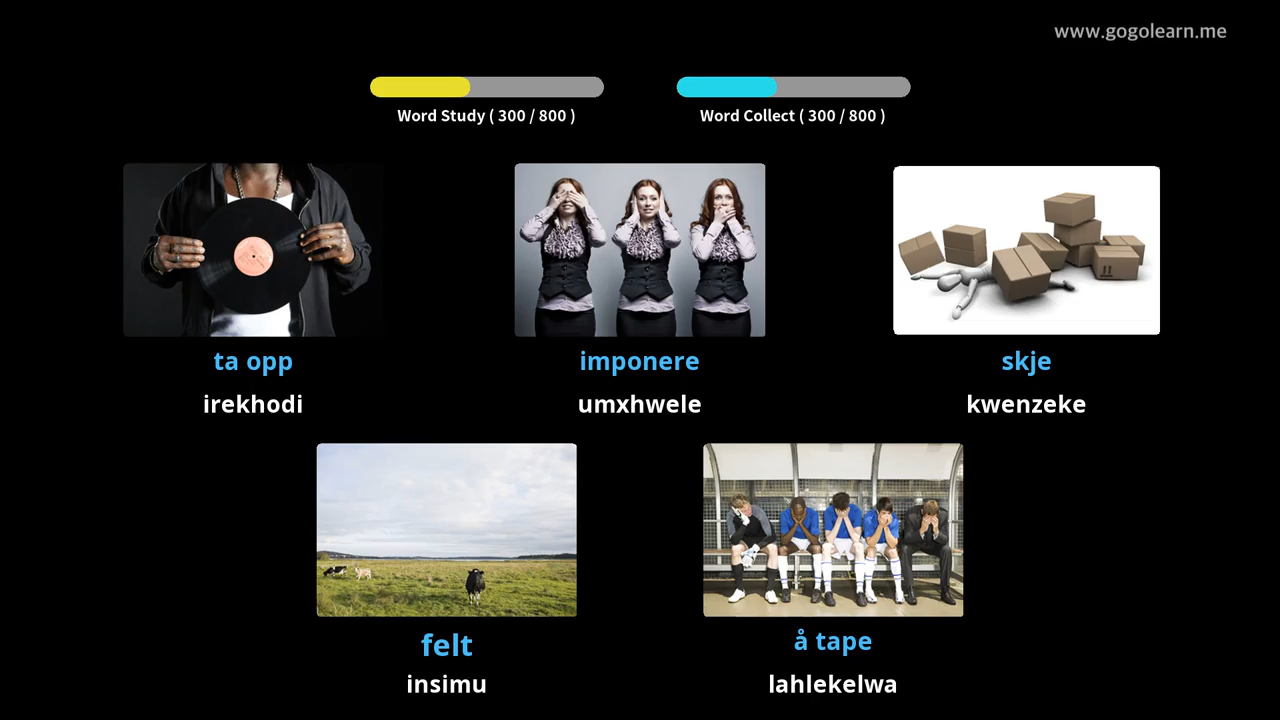 www.gogolearn.me
Word Study ( 300 / 800 )
Word Collect ( 300 / 800 )
ta opp
imponere
skje
irekhodi
umxhwele
kwenzeke
felt
å tape
insimu
lahlekelwa